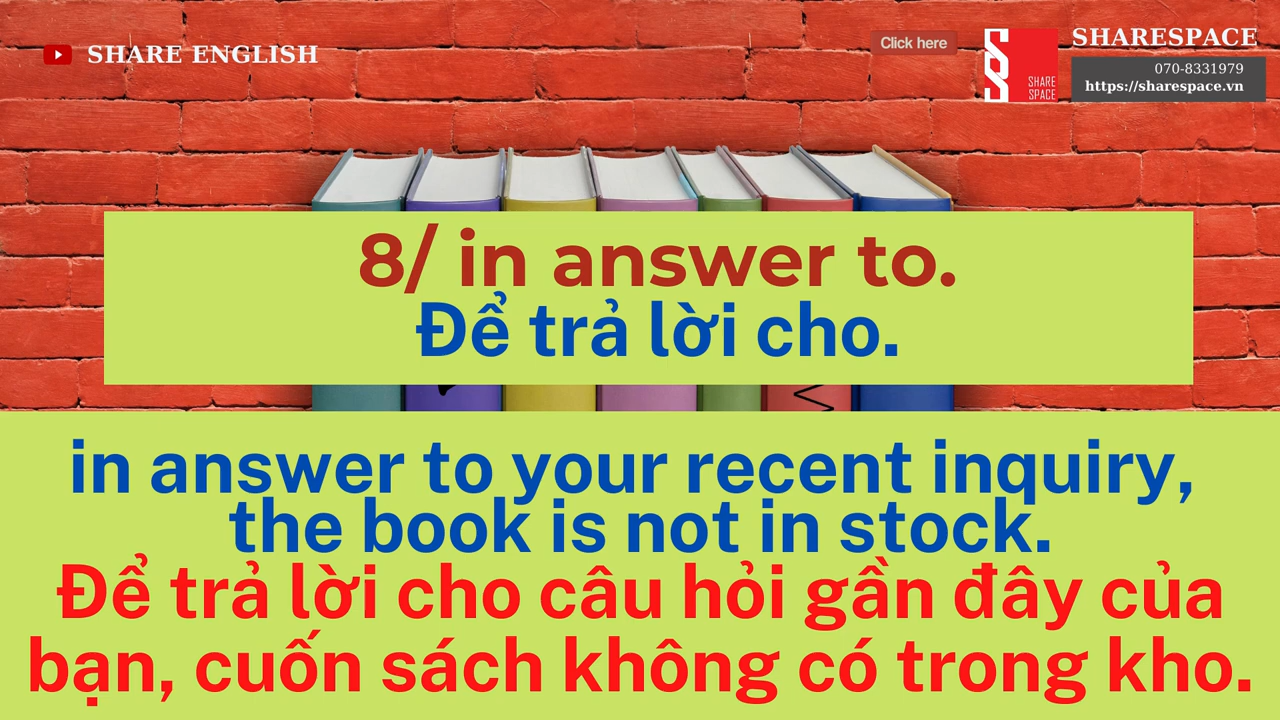 SHARE ENGLISH
Click here
SHARE
SPACE
SHARESPACE
070-8331979
https://sharespace.vn
8/ in answer to.
Để trả lời cho.
in answer to your recent inquiry,
the book is not in stock.
Để trả lời cho câu hỏi gần đây của
bạn, cuốn sách không có trong kho.